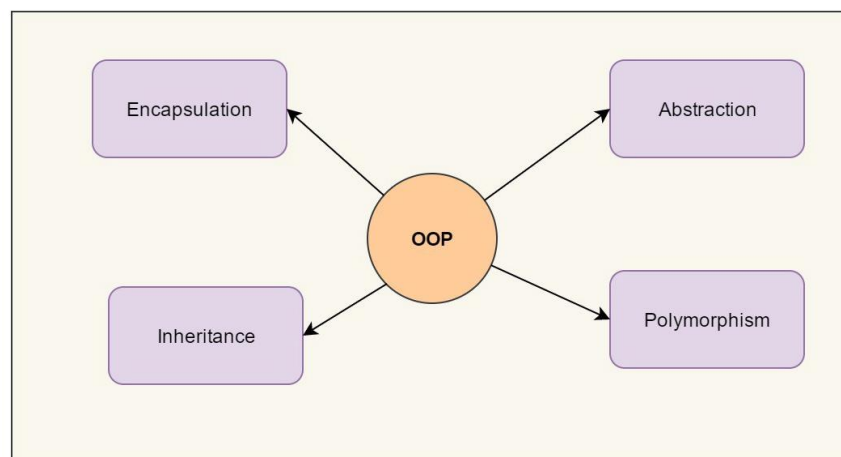 Encapsulation
Abstraction
OOP
Inheritance
Polymorphism